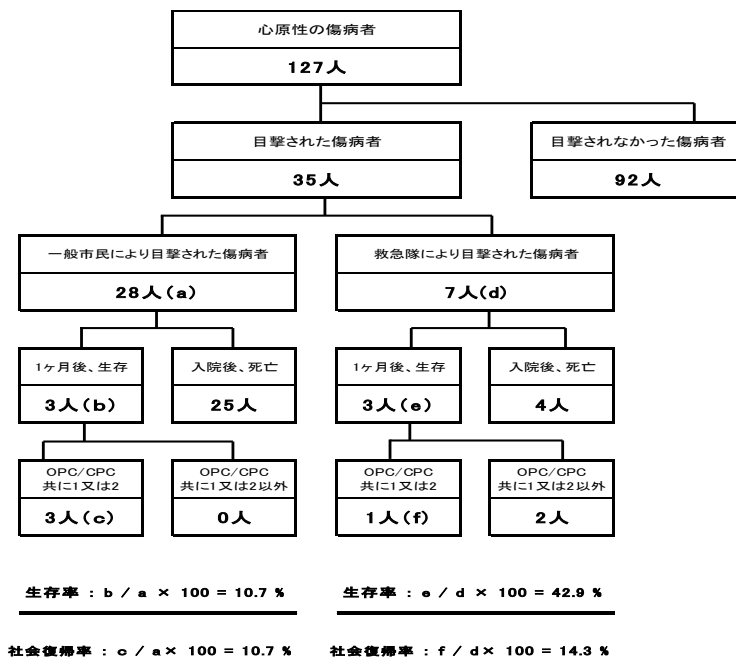 心原性の傷病者
127人
目撃された傷病者
目撃されなかった傷病者
35人
92人
一般市民により目撃された傷病者
救急隊により目撃された傷病者
28人(a)
7人(d)
1ヶ月後、生存
入院後、死亡
1ヶ月後、生存
入院後、死亡
3人(b)
25人
3人(e)
4人
OPC/CPC
共に1又は2
OPC/CPC
共に1又は2以外
OPC/CPC
共に1又は2
OPC/CPC
共に1又は2以外
3人(c)
0人
1人(f)
2人
生存率 : b / a × 100 = 10.7 %
生存率 : e / d × 100 = 42.9 %
社会復帰率 : c / a× 100 = 10.7 %
社会復帰率 : f / d× 100 = 14.3 %